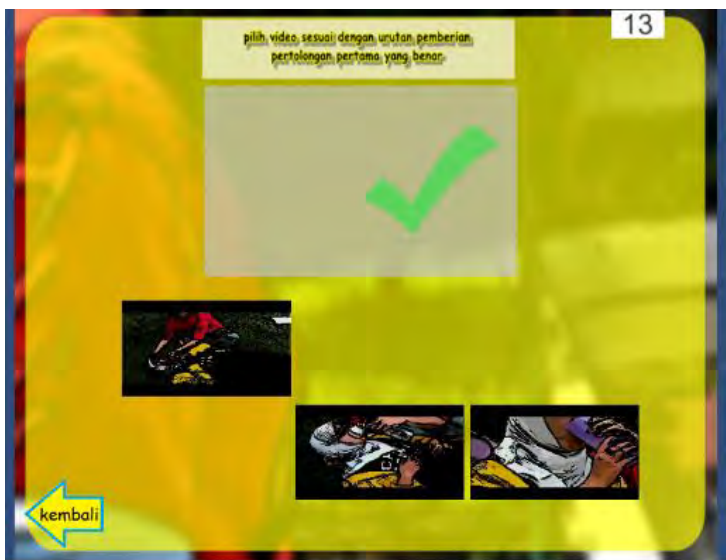 13
pilih video sesuai dengan urutan pemberian
pertolongan pertama yang benar.
kembali